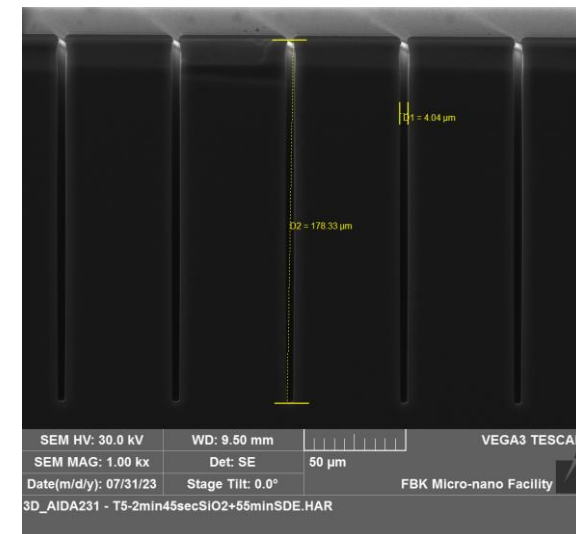 D1 = 4.04 µm
D2 = 178.33 µm
SEM HV: 30.0 kV WD: 9.50 mm VEGA3 TESCAN
SEM MAG: 1.00 kx Det: SE 50 µm
Date(m/d/y): 07/31/23 Stage Tilt: 0.0° FBK Micro-nano Facility
3D_AIDA231 - T5-2min45secSiO2+55minSDE.HAR